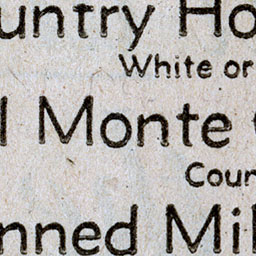 untry Ho
White or
l Monte
Coun
nned Mil